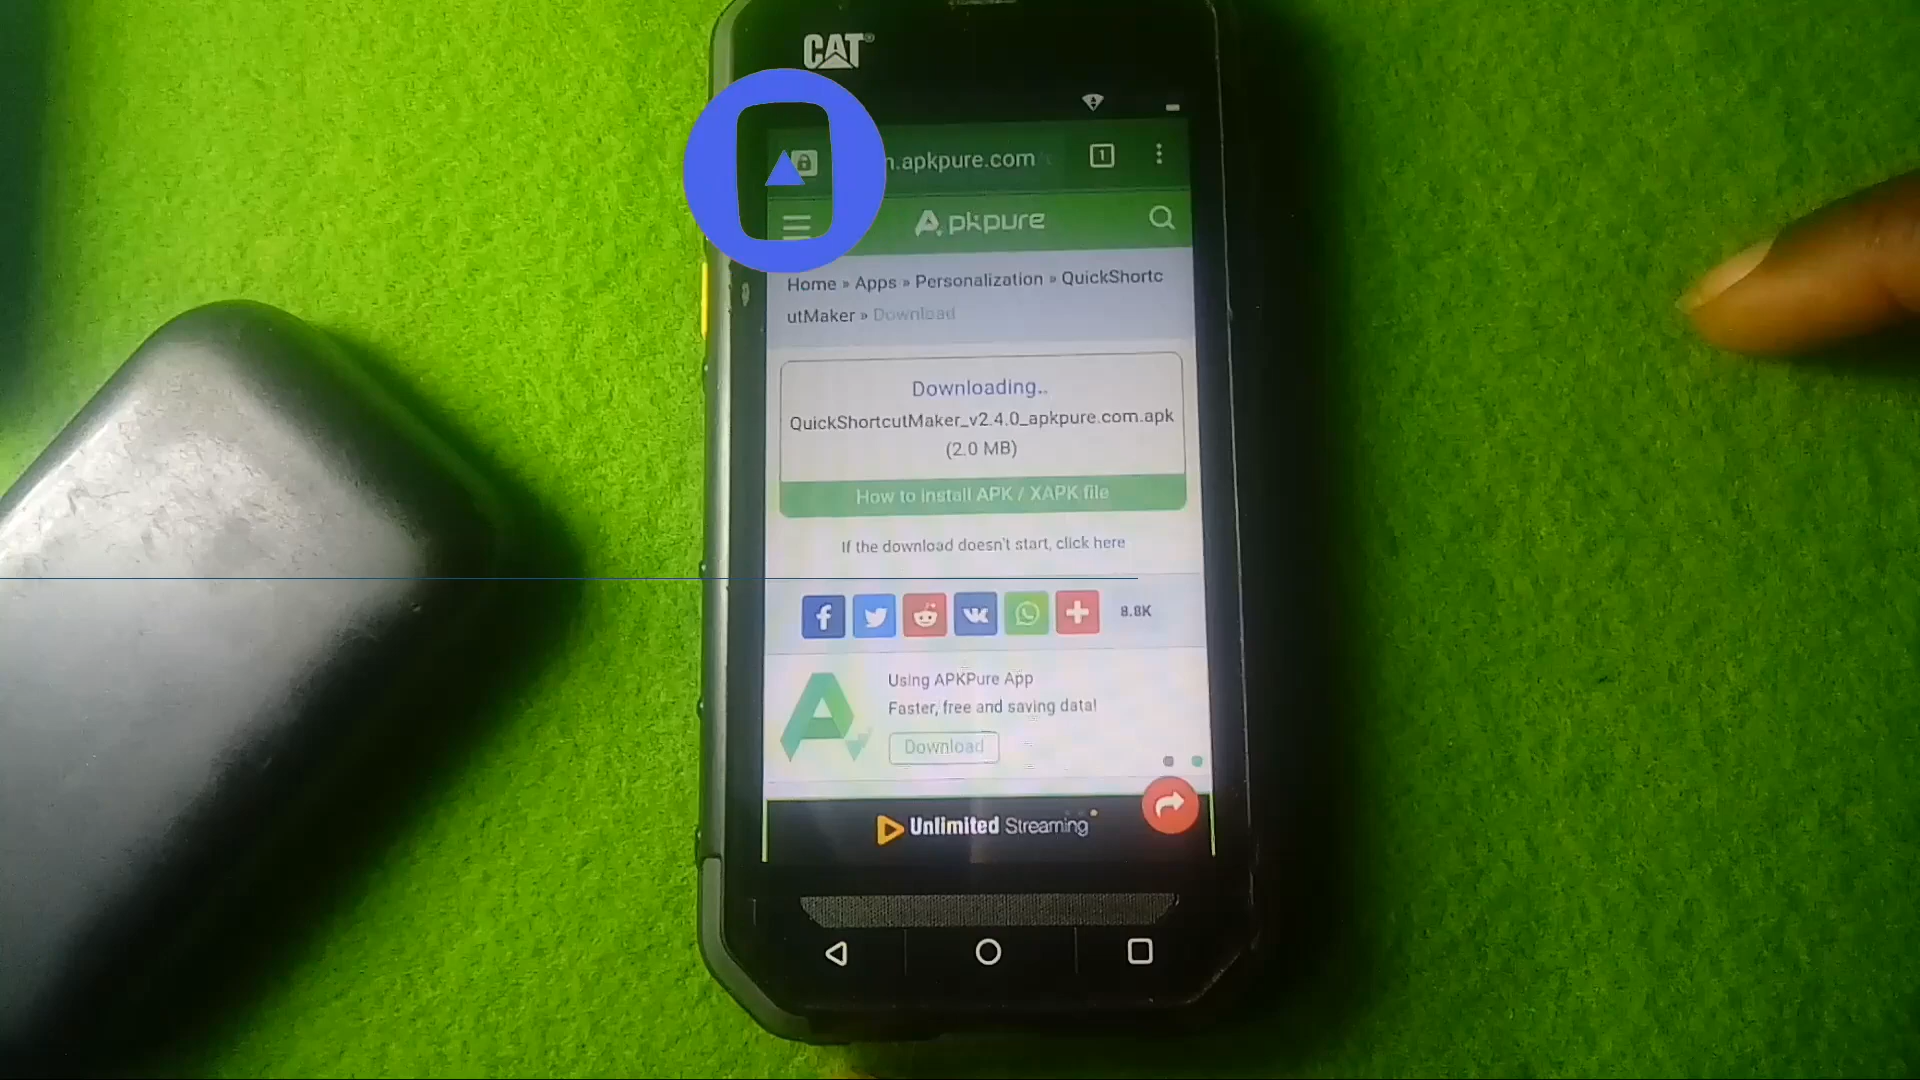 CAT
n.apkpure.com
1
Apkpure
Home » Apps » Personalization » QuickShortc
utMaker » Download
Downloading..
QuickShortcutMaker_v2.4.0_apkpure.com.apk
(2.0 MB)
How to install APK / XAPK file
If the download doesn't start, click here
8.8K
Using APKPure App
Faster, free and saving data!
Download
Unlimited Streaming